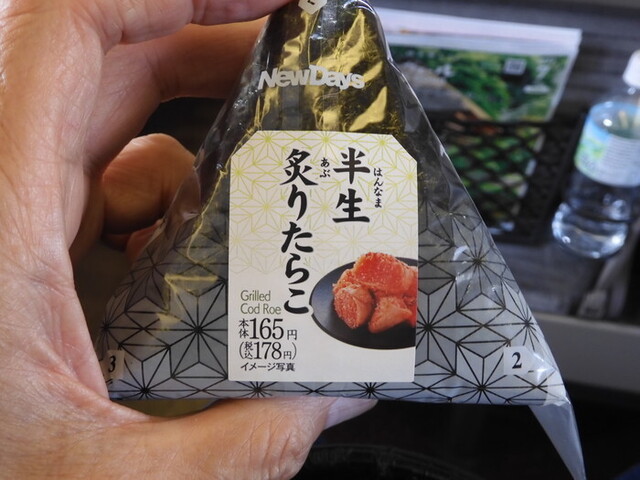 NewDays
半生
はんなま
炙りたらこ
あぶ
Grilled
Cod Roe
本体165円
(税込178円)
イメージ写真
3
2